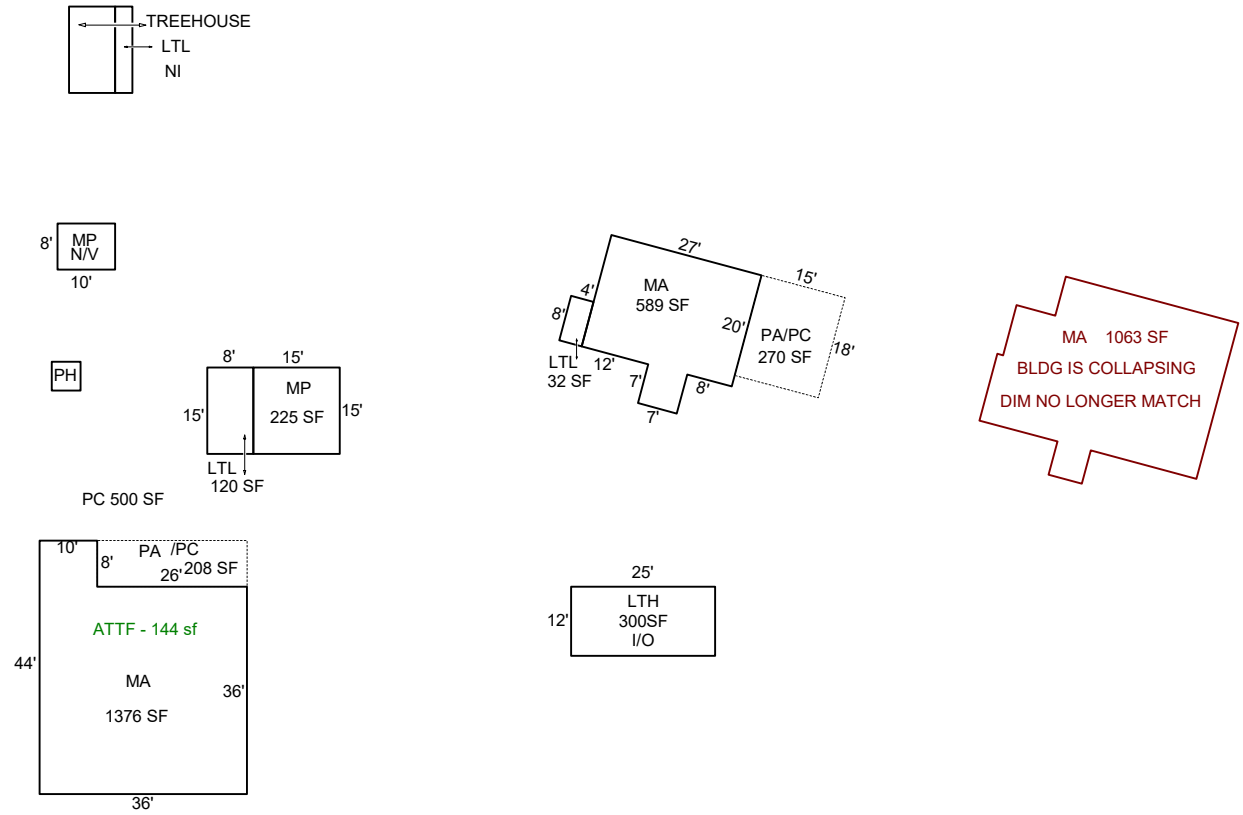 TREEHOUSE
LTL
NI
8'
MP
N/V
10'
PH
8'
15'
15'
MP
225 SF
15'
LTL
120 SF
PC 500 SF
10'
8'
PA /PC
208 SF
26'
ATTF - 144 sf
44'
MA
36'
1376 SF
36'
27'
4'
8'
MA
589 SF
20'
15'
PA/PC
270 SF
18'
LTL
32 SF
12'
7'
7'
8'
25'
12'
LTH
300SF
I/O
MA 1063 SF
BLDG IS COLLAPSING
DIM NO LONGER MATCH